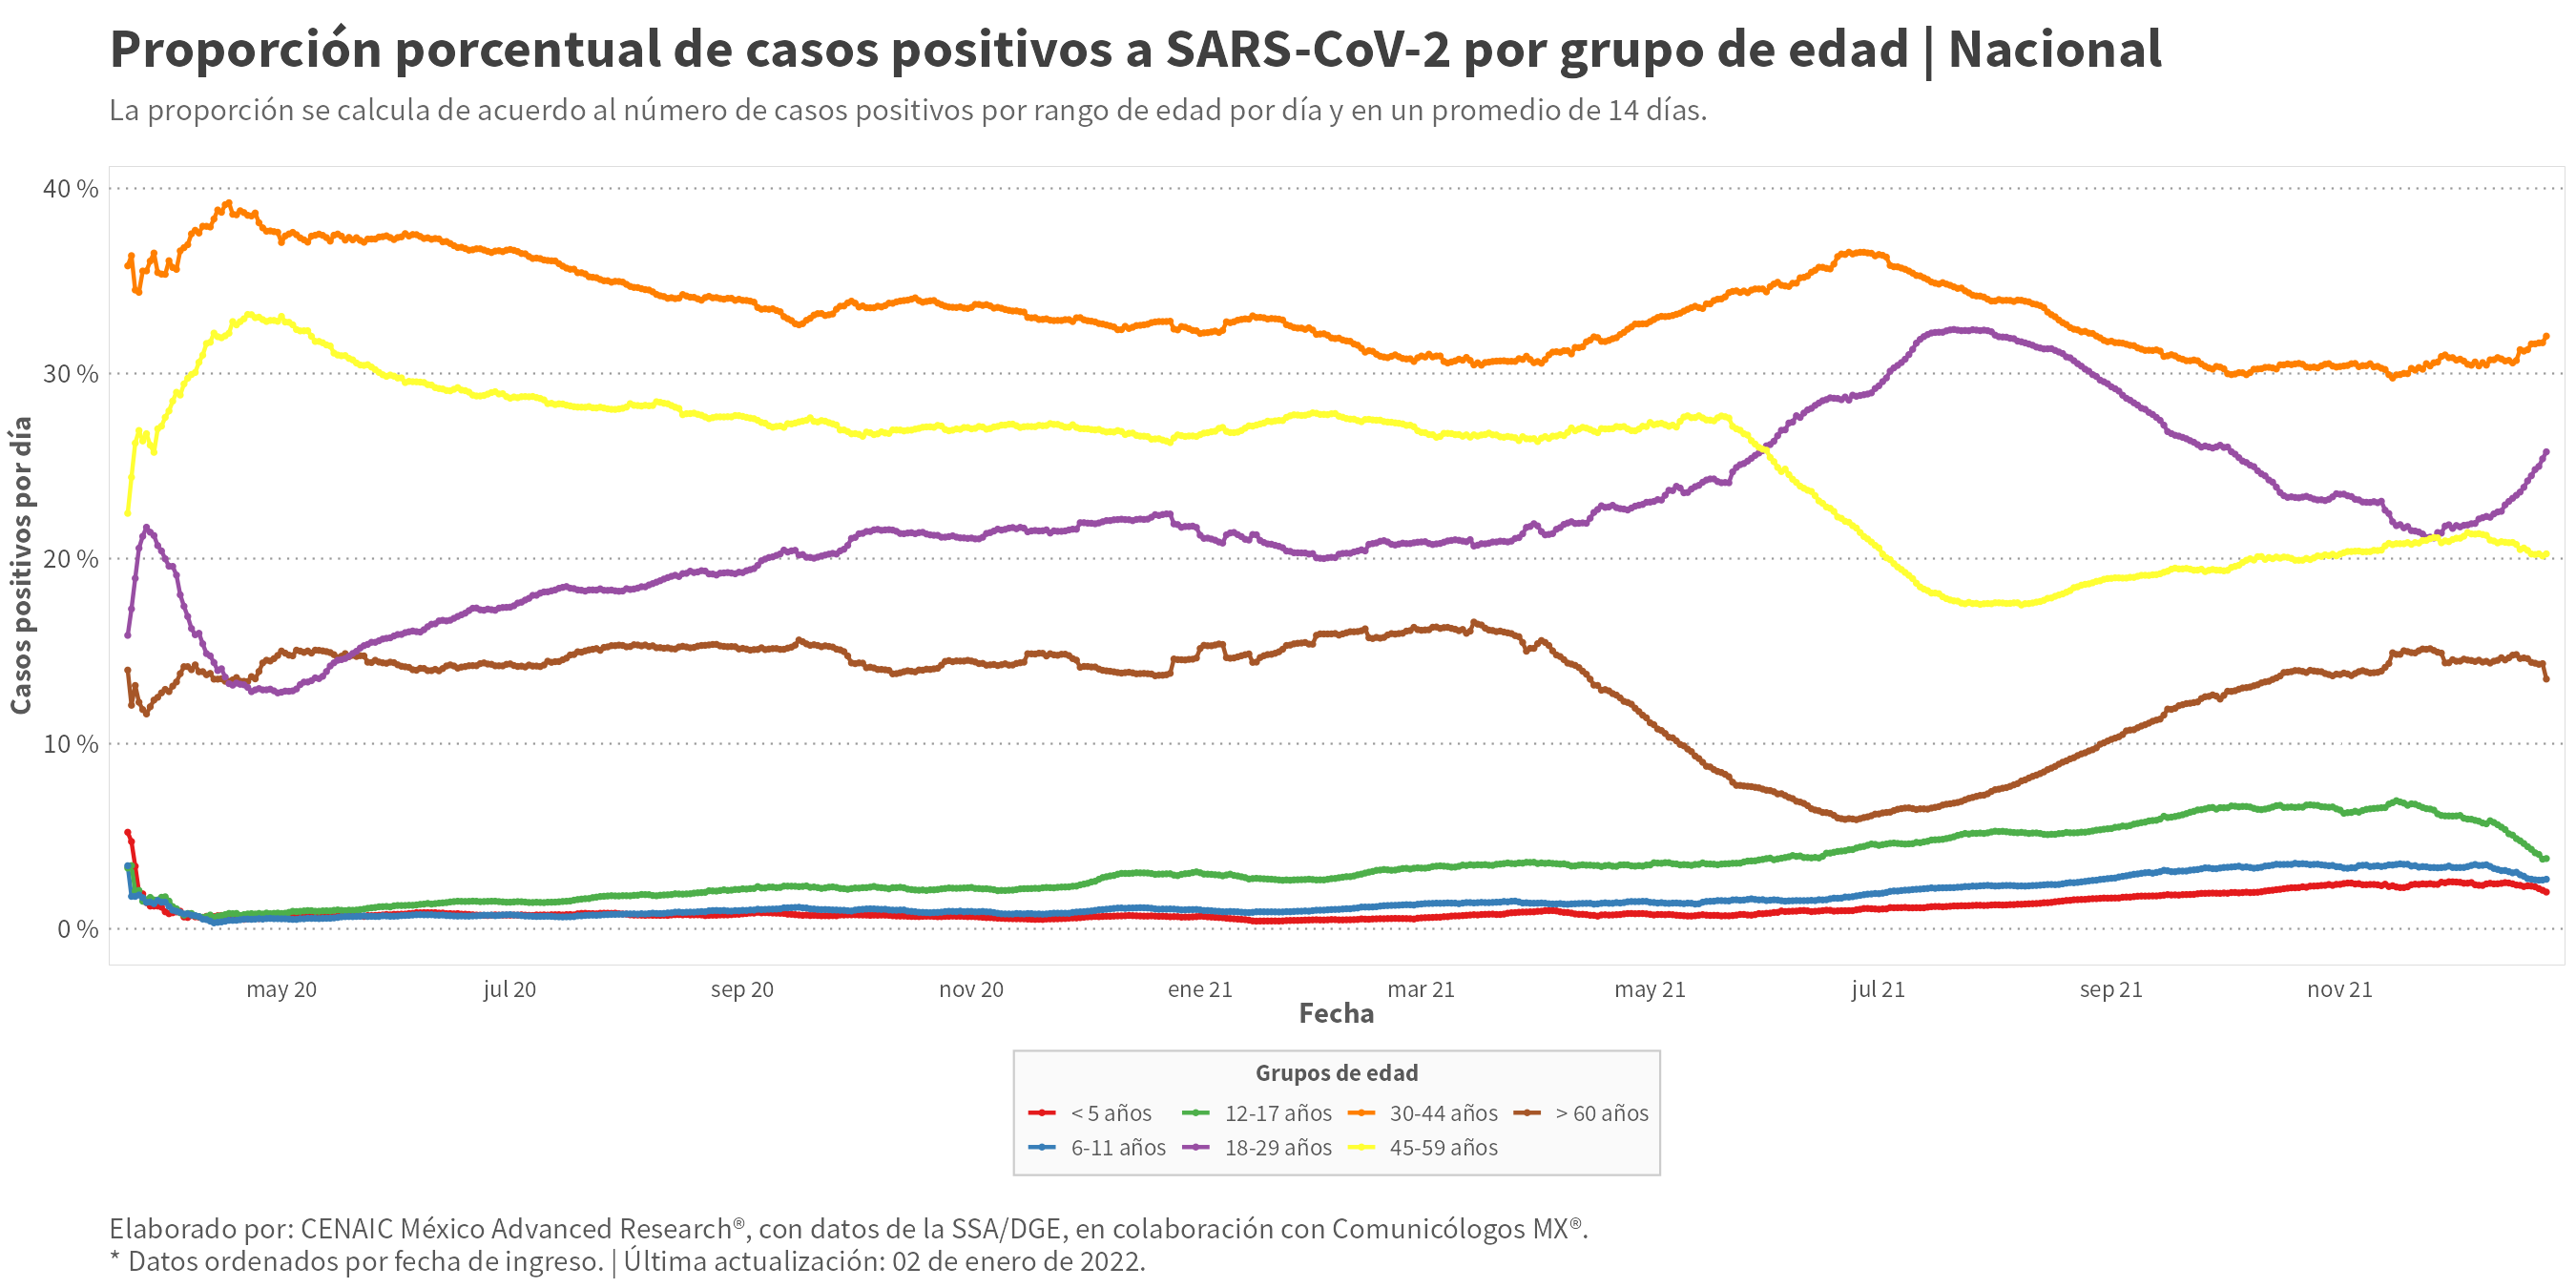 Proporción porcentual de casos positivos a SARS-CoV-2 por grupo de edad | Nacional
La proporción se calcula de acuerdo al número de casos positivos por rango de edad por día y en un promedio de 14 días.
40 %
30 %
20 %
10 %
0 %
Casos positivos por día
may 20 jul 20 sep 20 nov 20 ene 21 mar 21 may 21 jul 21 sep 21 nov 21
Fecha
Grupos de edad
< 5 años 12-17 años 30-44 años > 60 años
6-11 años 18-29 años 45-59 años
Elaborado por: CENAIC México Advanced Research®, con datos de la SSA/DGE, en colaboración con Comunicólogos MX®.
* Datos ordenados por fecha de ingreso. | Última actualización: 02 de enero de 2022.